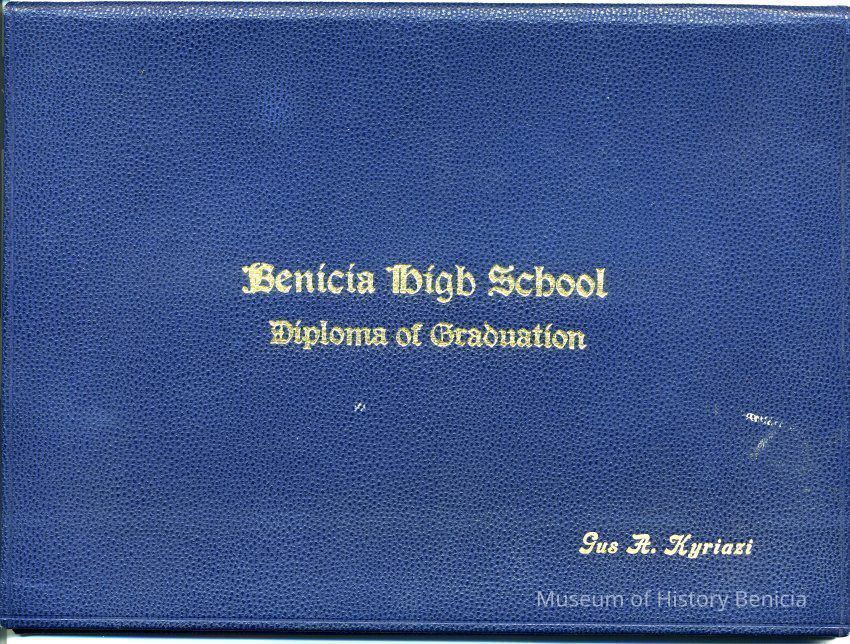 Benicia High School
Diploma of Graduation
Gus A. Kyriazi
Museum of History Benicia